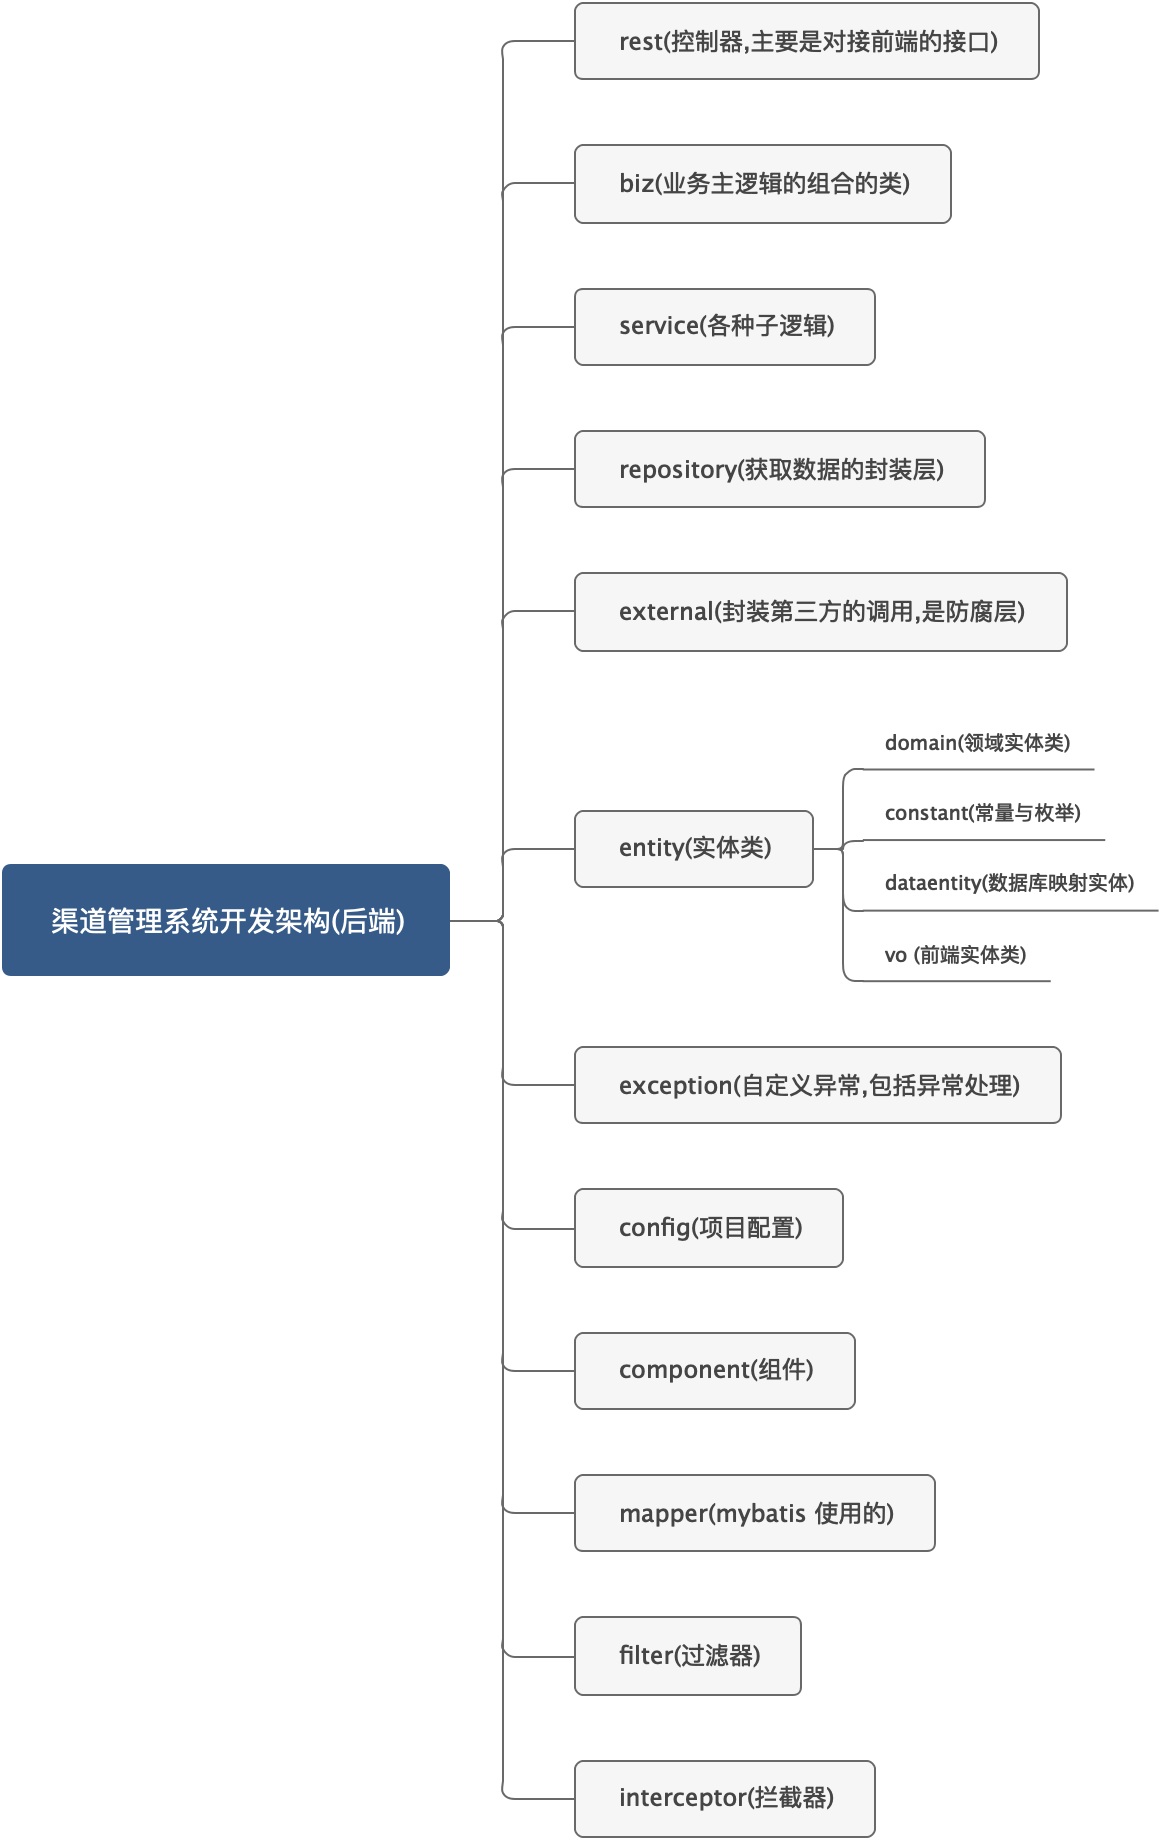 rest(控制器,主要是对接前端的接口)
biz(业务主逻辑的组合的类)
service(各种子逻辑)
repository(获取数据的封装层)
external(封装第三方的调用,是防腐层)
渠道管理系统开发架构(后端)
entity(实体类)
domain(领域实体类)
constant(常量与枚举)
dataentity(数据库映射实体)
vo (前端实体类)
exception(自定义异常,包括异常处理)
config(项目配置)
component(组件)
mapper(mybatis 使用的)
filter(过滤器)
interceptor(拦截器)